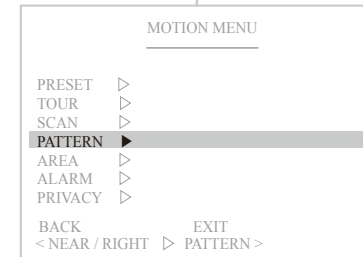 MOTION MENU
PRESET ▷
TOUR ▷
SCAN ▷
PATTERN ▶
AREA ▷
ALARM ▷
PRIVACY ▷
BACK EXIT
< NEAR / RIGHT ▷ PATTERN >